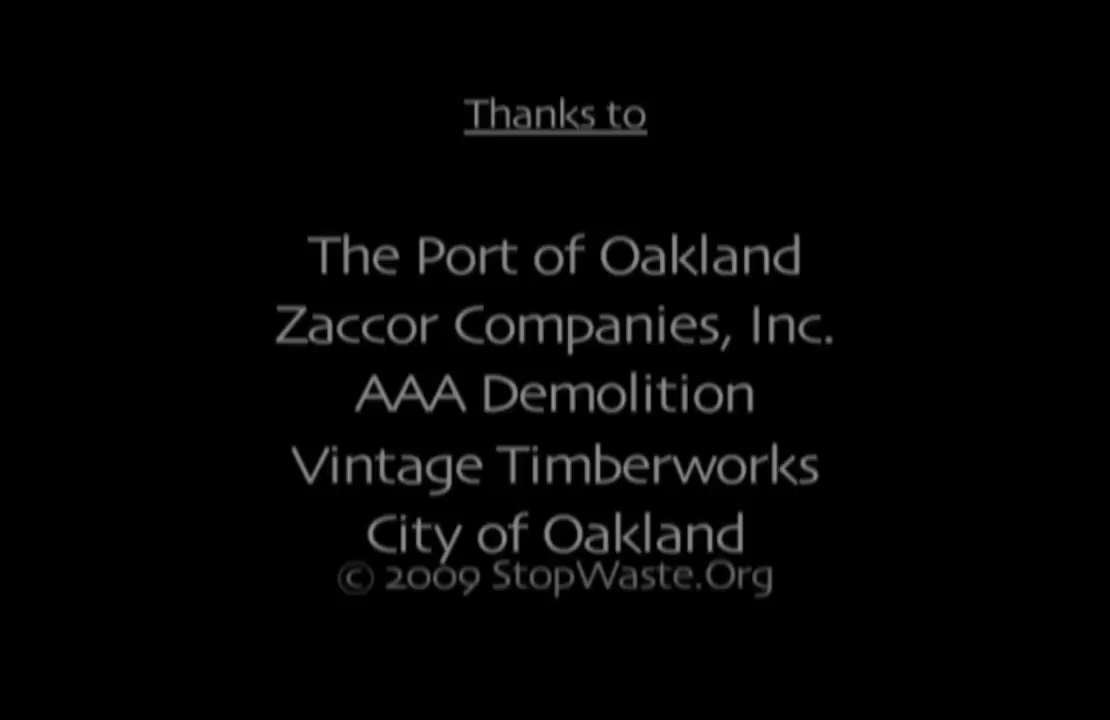 Thanks to
The Port of Oakland
Zaccor Companies, Inc.
AAA Demolition
Vintage Timberworks
City of Oakland
© 2009 StopWaste.Org